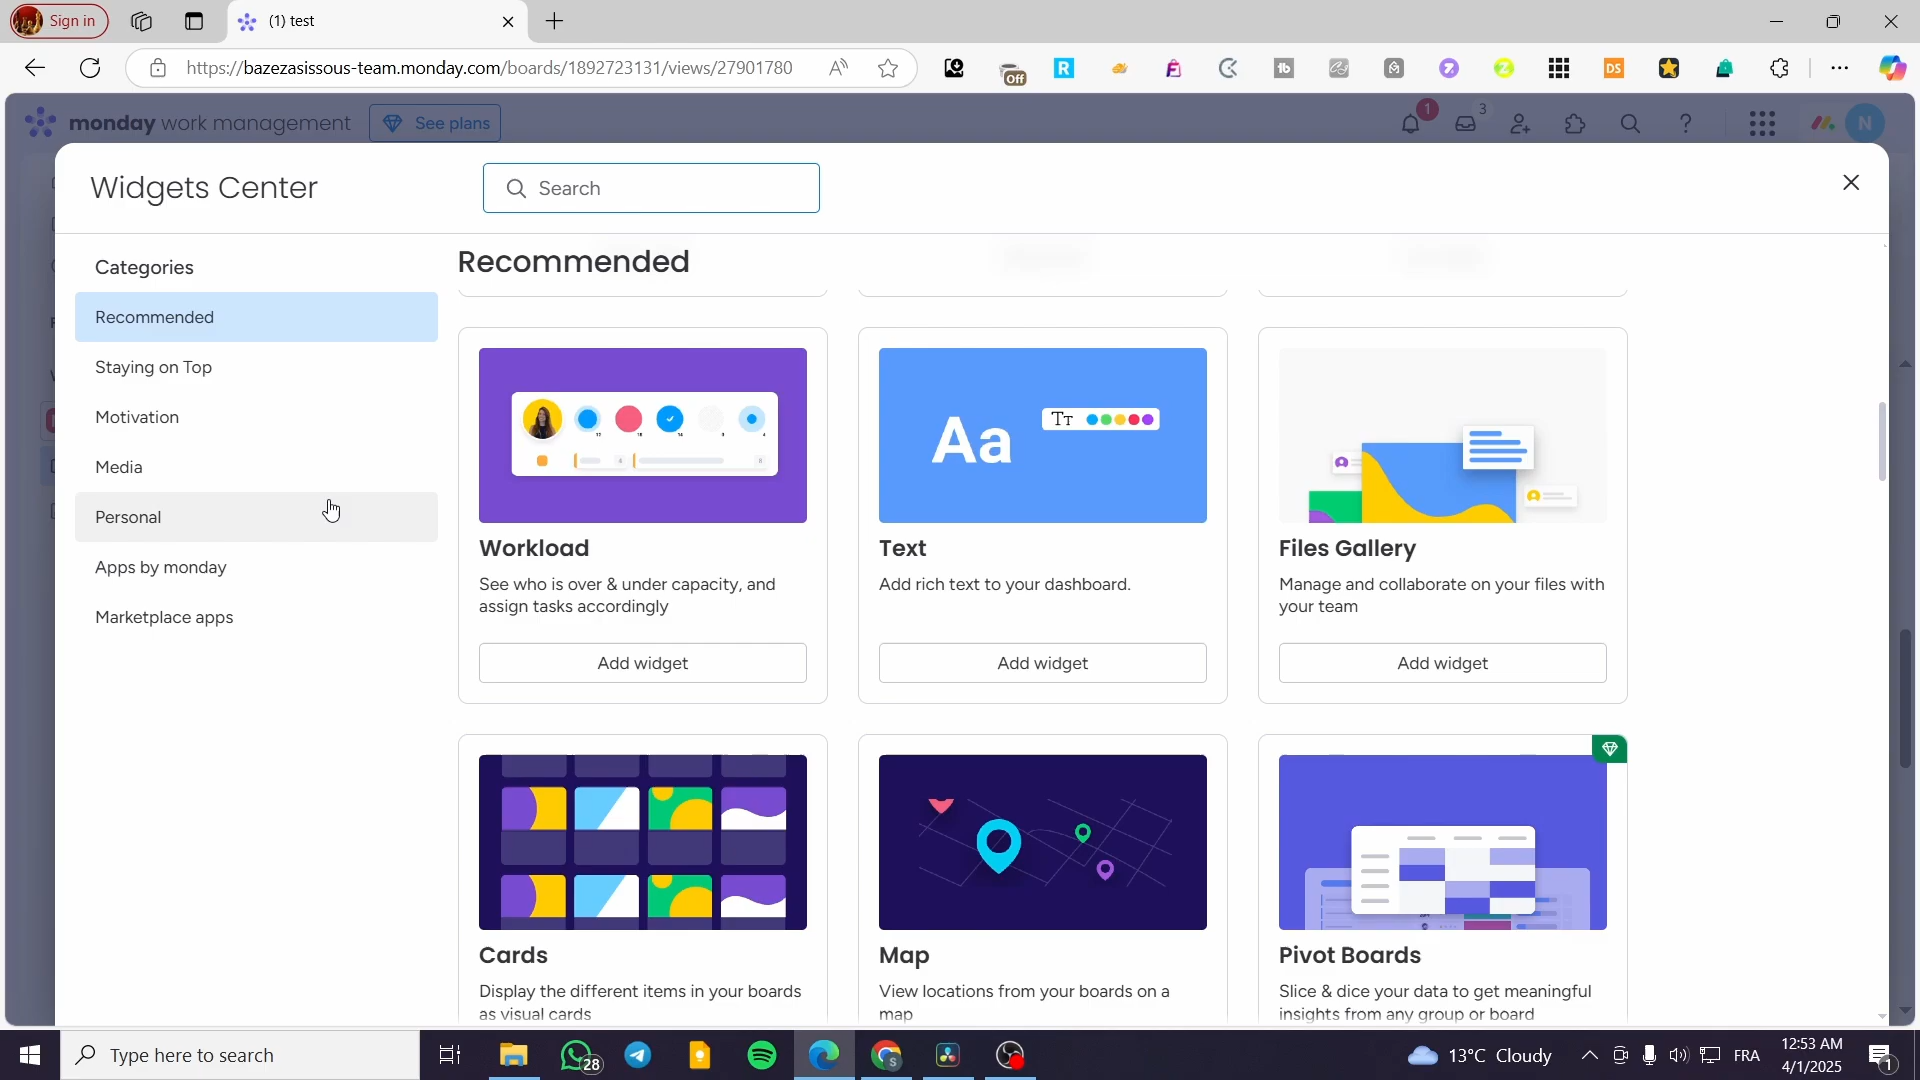 Sign in
(1) test
https://bazezasissous-team.monday.com/boards/1892723131/views/27901780
Off
DS
monday work management
See plans
1
3
N
Widgets Center
Search
Categories
Recommended
Staying on Top
Motivation
Media
Personal
Apps by monday
Marketplace apps
Recommended
Workload
See who is over & under capacity, and
assign tasks accordingly
Add widget
Aa
TT
Text
Add rich text to your dashboard.
Add widget
Files Gallery
Manage and collaborate on your files with
your team
Add widget
Cards
Display the different items in your boards
as visual cards
Map
View locations from your boards on a
map
Pivot Boards
Slice & dice your data to get meaningful
insights from any group or board
Type here to search
28
13°C Cloudy
FRA
12:53 AM
4/1/2025
1